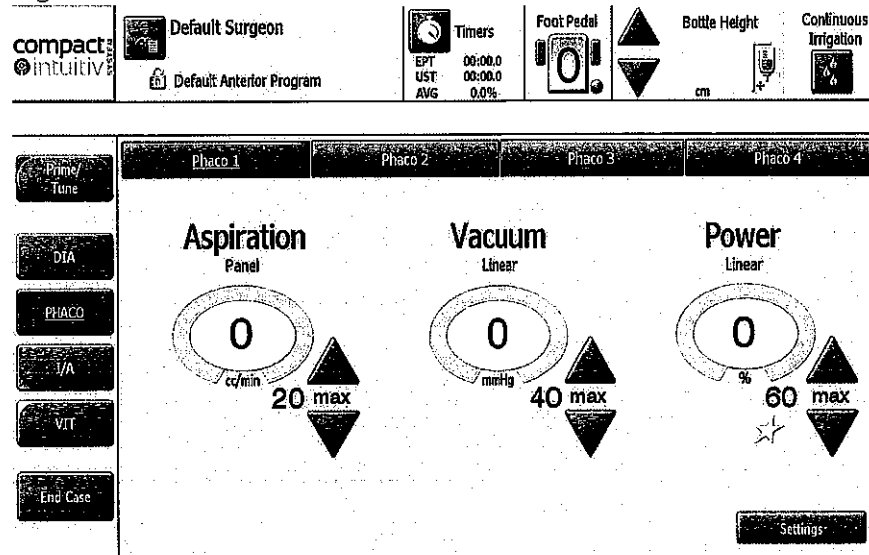 compact
intuitiv
SYSTEM
Default Surgeon
Default Anterior Program
Timers
EPT 00:00.0
UST 00:00.0
AVG 0.0%
Foot Pedal
0
Bottle Height
cm
Continuous
Irrigation
Prime/
Tune
DIA
PHACO
I/A
VIT
End Case
Phaco 1
Phaco 2
Phaco 3
Phaco 4
Aspiration
Panel
0
cc/min
20 max
Vacuum
Linear
0
mmHg
40 max
Power
Linear
0
%
60 max
Settings